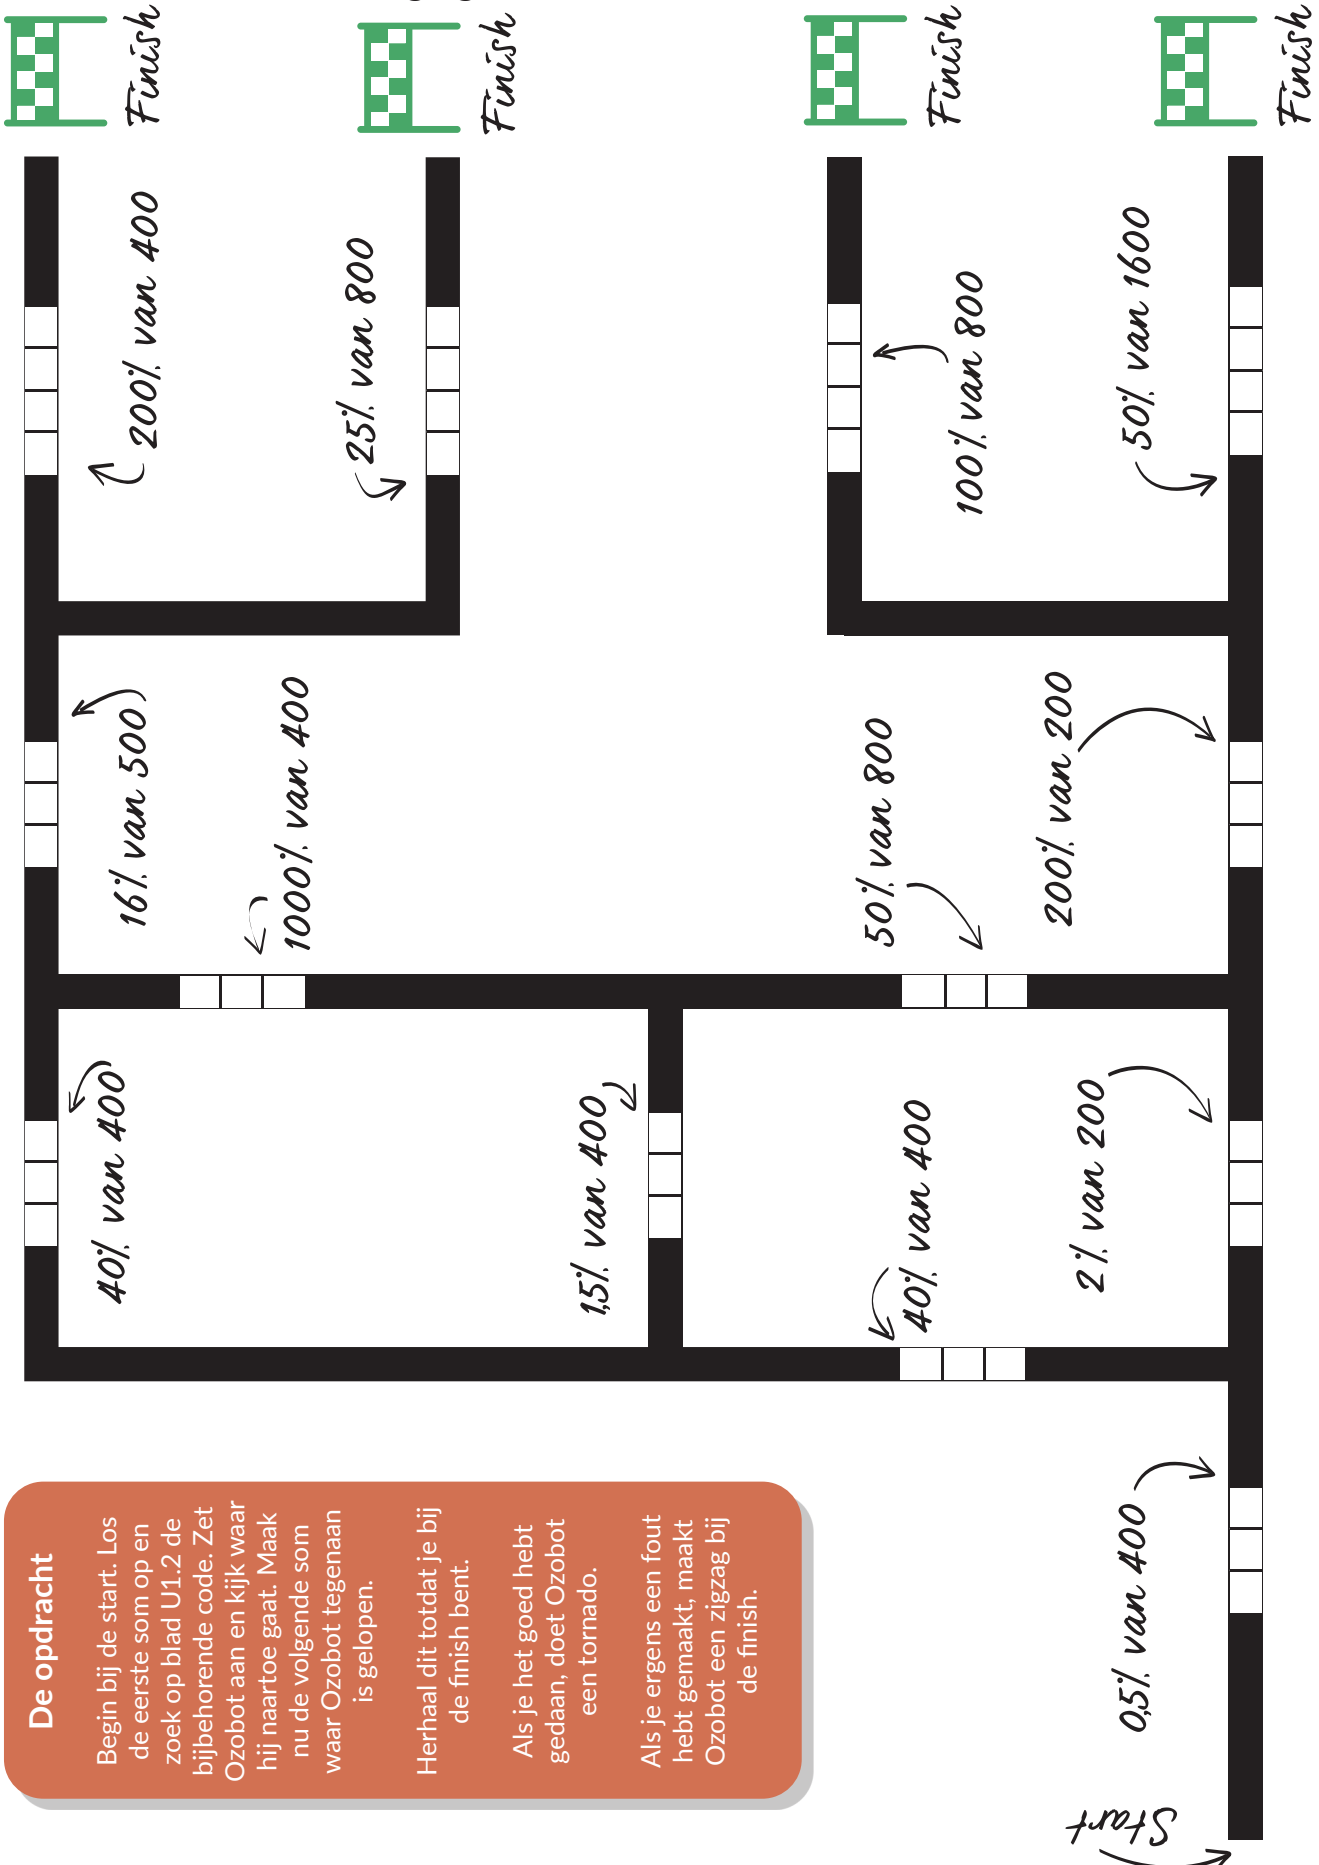 De opdracht
Begin bij de start. Los
de eerste som op en
zoek op blad U1.2 de
bijbehorende code. Zet
Ozobot aan en kijk waar
hij naartoe gaat. Maak
nu de volgende som
waar Ozobot tegenaan
is gelopen.
Herhaal dit totdat je bij
de finish bent.
Als je het goed hebt
gedaan, doet Ozobot
een tornado.
Als je ergens een fout
hebt gemaakt, maakt
Ozobot een zigzag bij
de finish.
Start
0,5% van 400
40% van 400
1,5% van 400
40% van 400
2% van 200
16% van 500
1000% van 400
50% van 800
200% van 200
200% van 400
25% van 800
100% van 800
50% van 1600
Finish
Finish
Finish
Finish